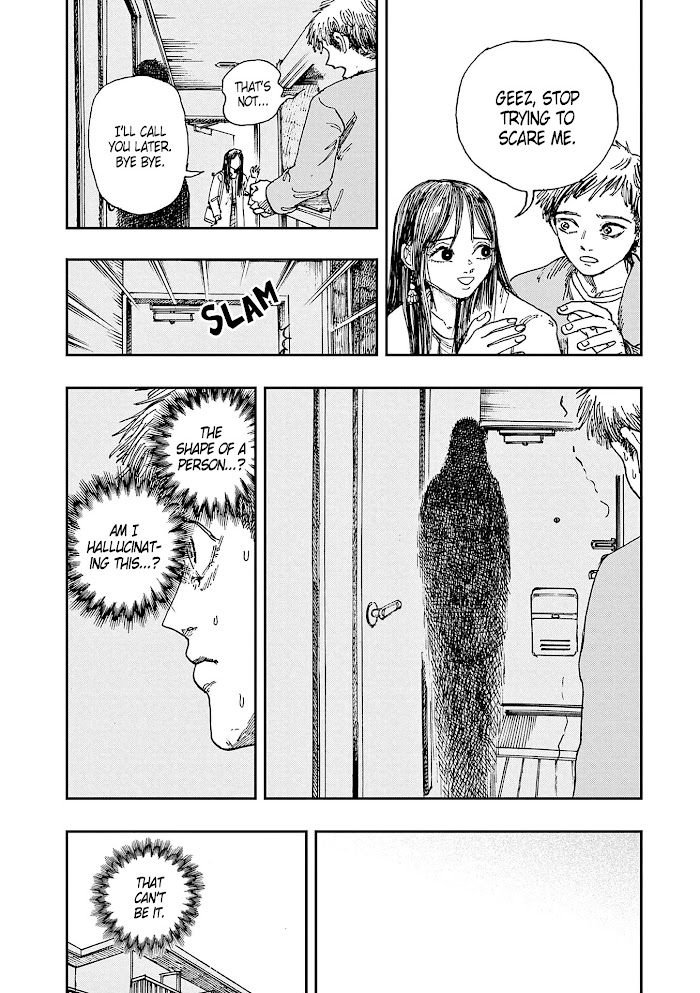 GEEZ, STOP
TRYING TO
SCARE ME.
THAT'S
NOT...
I'LL CALL
YOU LATER.
BYE BYE.
SLAM
THE
SHAPE OF A
PERSON...?
AM I
HALLUCINAT-
ING THIS...?
THAT
CAN'T
BE IT.